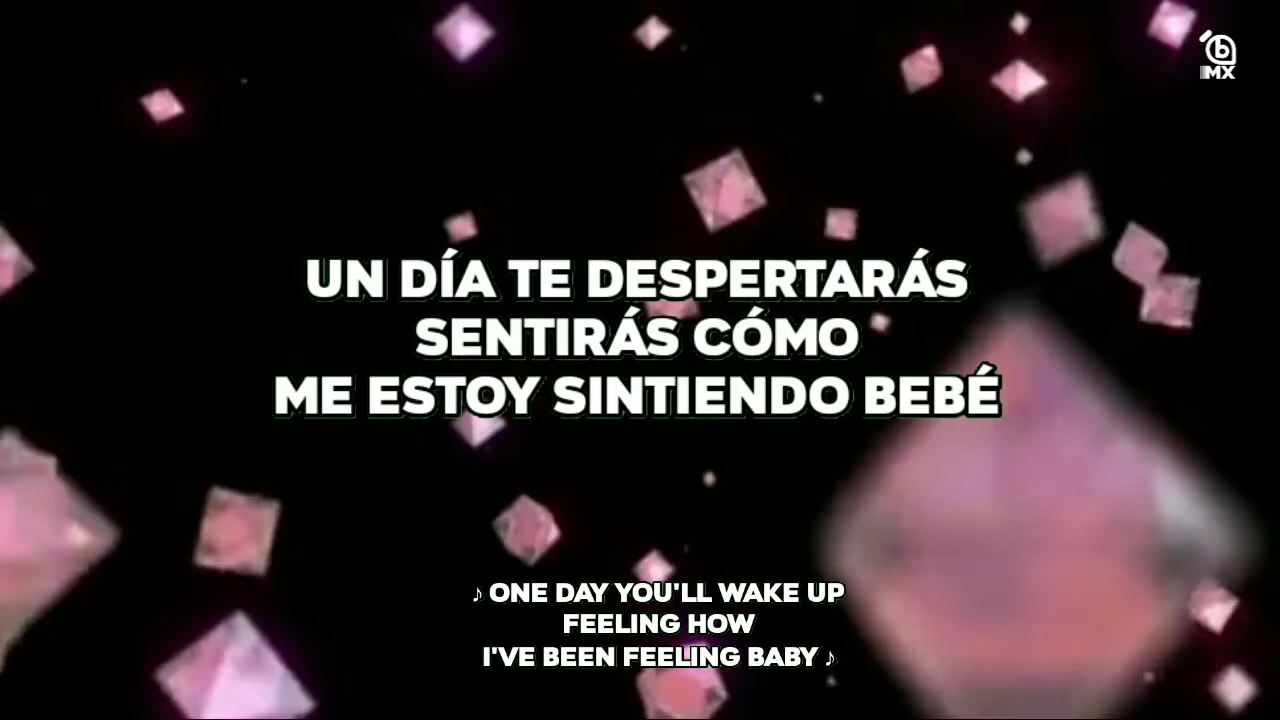 b
MX
UN DÍA TE DESPERTARÁS
SENTIRÁS CÓMO
ME ESTOY SINTIENDO BEBÉ
♪ ONE DAY YOU'LL WAKE UP
FEELING HOW
I'VE BEEN FEELING BABY ♪